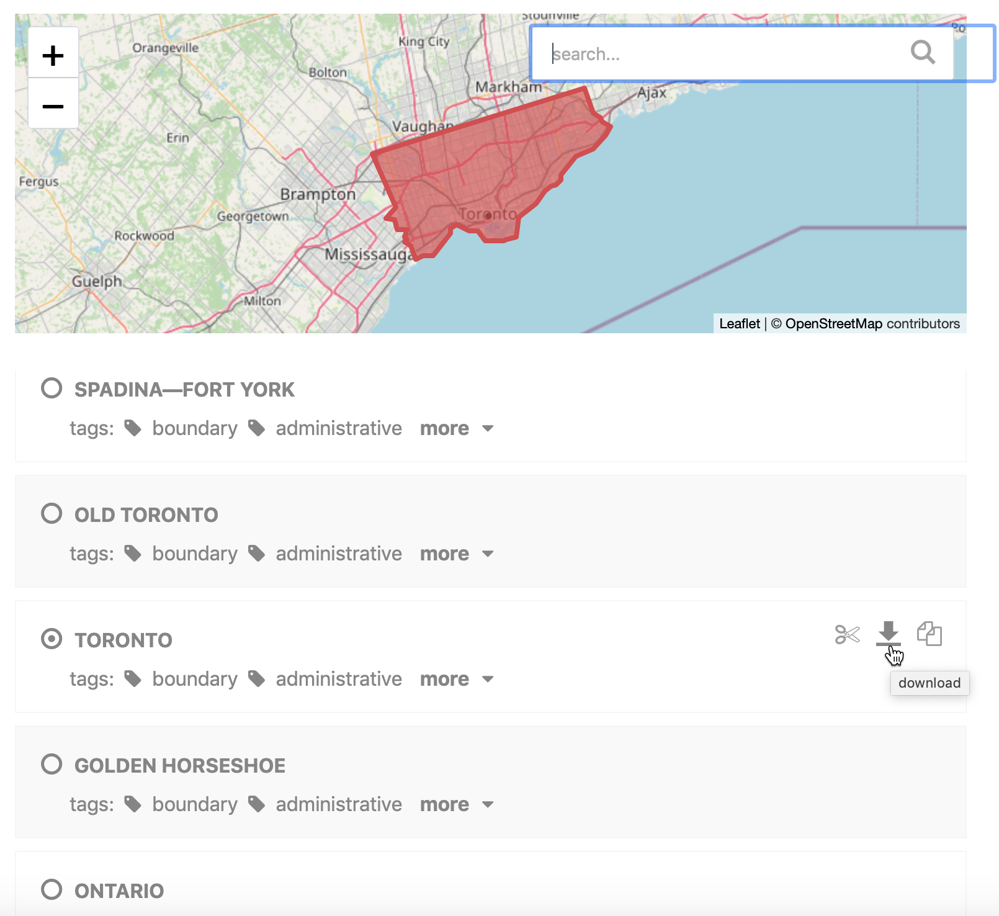 Stouffville
Orangeville
King City
search...
Bolton
Markham
Ajax
Vaughan
Erin
Fergus
Brampton
Toronto
Georgetown
Rockwood
Mississauga
Guelph
Milton
Leaflet | © OpenStreetMap contributors
SPADINA—FORT YORK
tags: boundary administrative more
OLD TORONTO
tags: boundary administrative more
TORONTO
tags: boundary administrative more
download
GOLDEN HORSESHOE
tags: boundary administrative more
ONTARIO